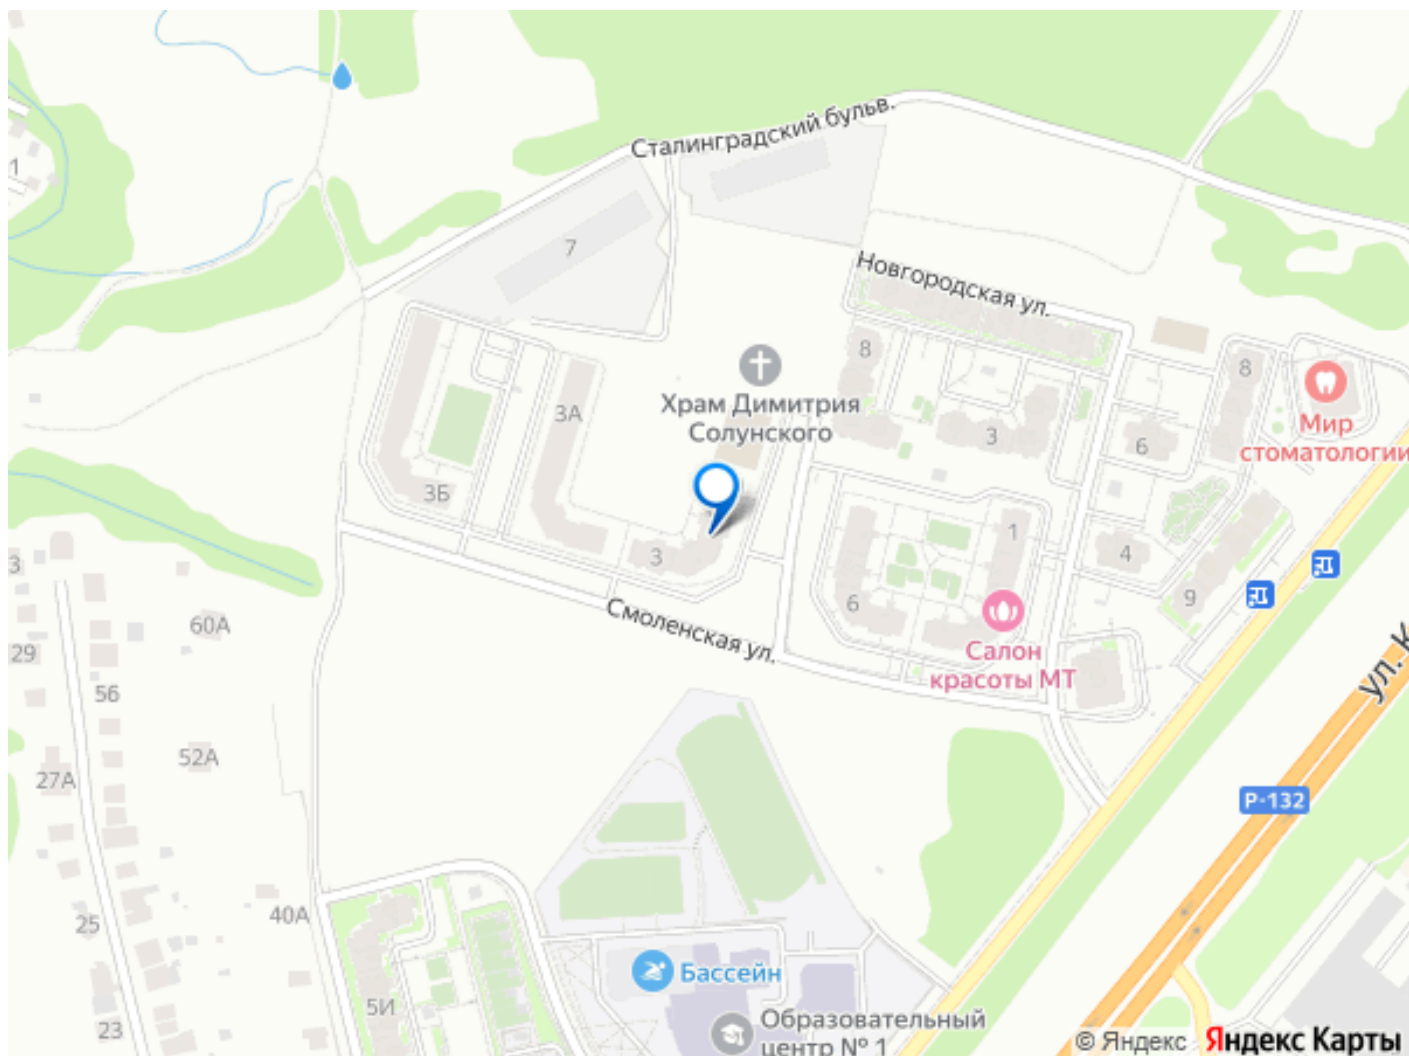 Сталинградский бульв.
1
7
Новгородская ул.
8
8
Храм Димитрия
Солунского
3А
3
6
Мир
стоматологии
3Б
3
1
4
6
9
Смоленская ул.
Салон
красоты МТ
3
60А
29
56
52А
27А
ул. К
Р-132
40А
25
5И
23
Бассейн
Образовательный
центр № 1
© Яндекс Яндекс Карты